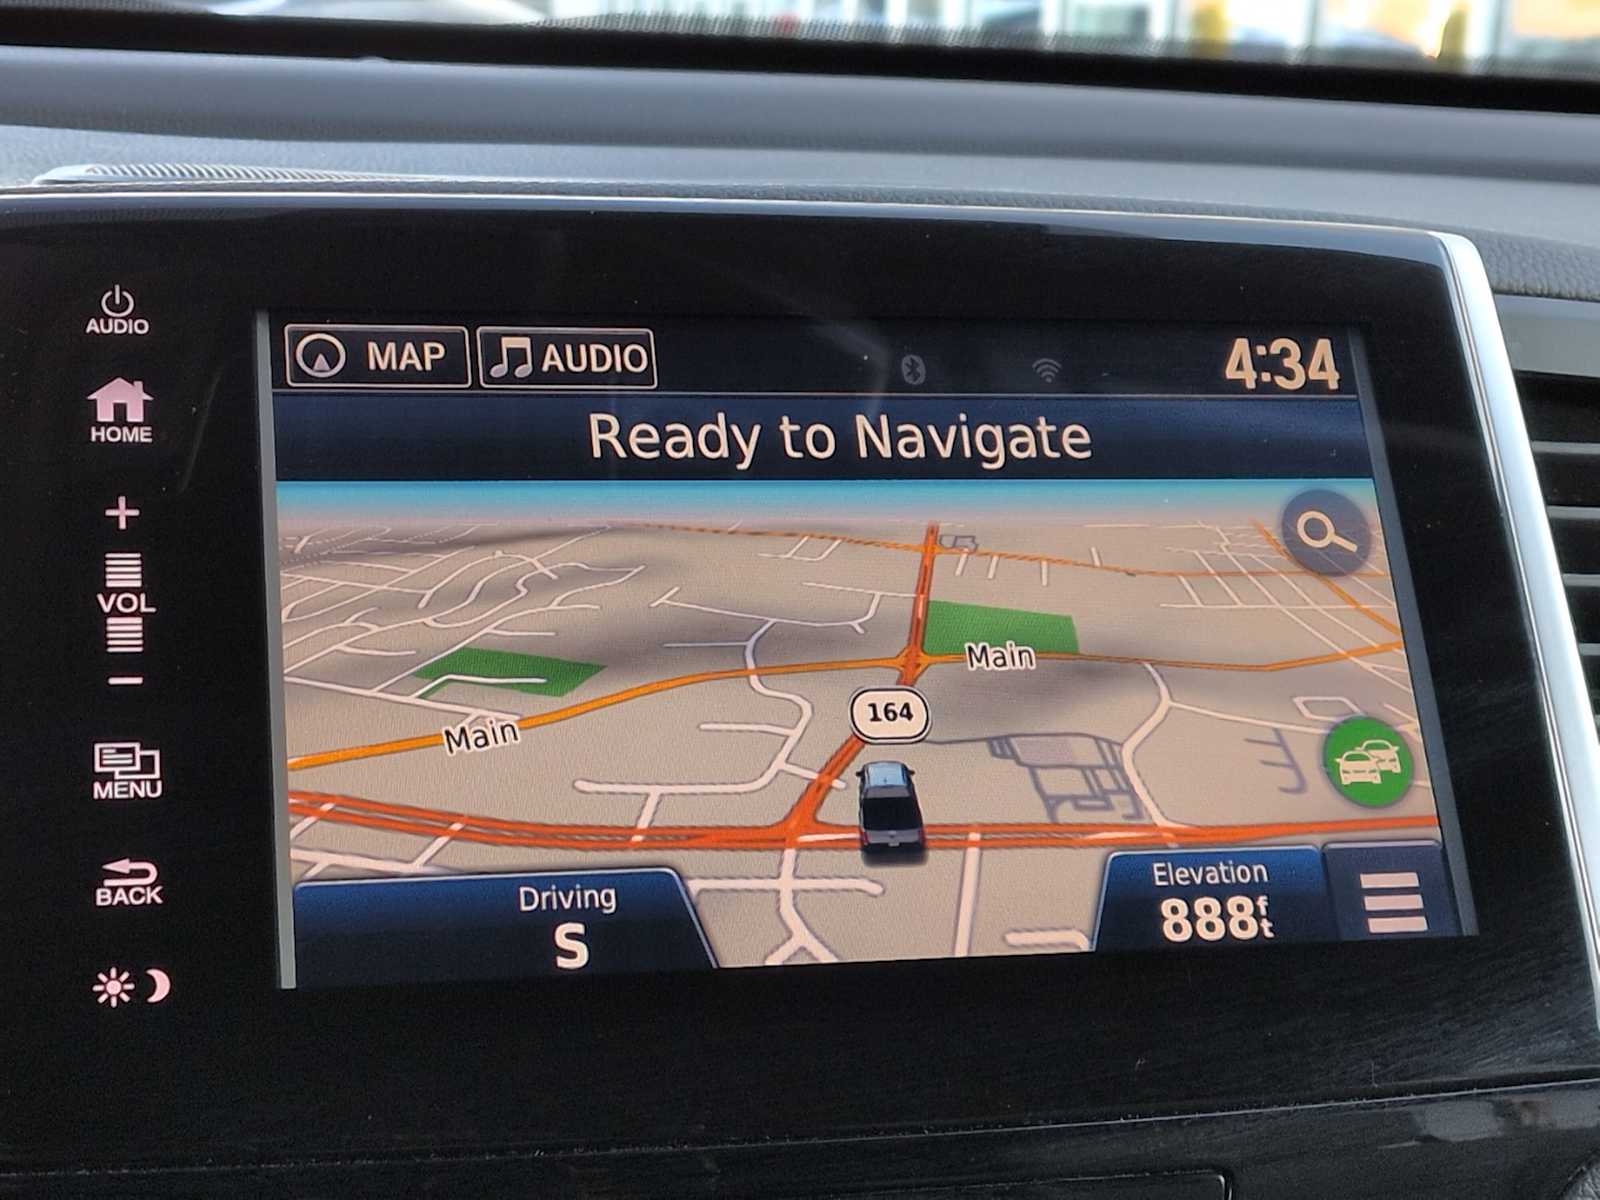 AUDIO
HOME
VOL
MENU
BACK
MAP
AUDIO
4:34
Ready to Navigate
Main
164
Main
Driving
S
Elevation
888ft